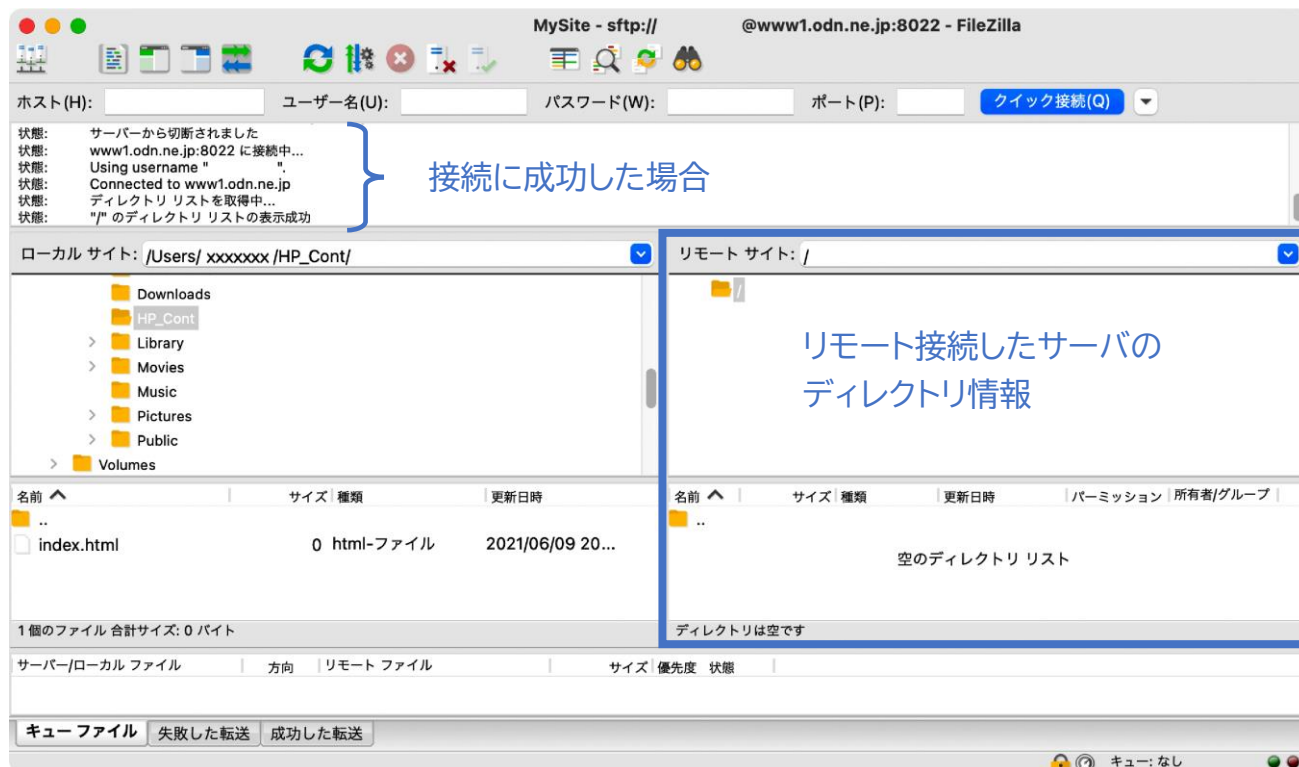 MySite - sftp:// @www1.odn.ne.jp:8022 - FileZilla
ホスト(H): ユーザー名(U): パスワード(W): ポート(P): クイック接続(Q)
状態: サーバーから切断されました
状態: www1.odn.ne.jp:8022 に接続中...
状態: Using username " ".
状態: Connected to www1.odn.ne.jp
状態: ディレクトリ リストを取得中...
状態: "/" のディレクトリ リストの表示成功
接続に成功した場合
ローカル サイト: /Users/ xxxxxxx /HP_Cont/
Downloads
HP_Cont
Library
Movies
Music
Pictures
Public
Volumes
名前 サイズ 種類 更新日時
..
index.html 0 html-ファイル 2021/06/09 20...
1 個のファイル 合計サイズ: 0 バイト
リモート サイト: /
/
リモート接続したサーバの
ディレクトリ情報
名前 サイズ 種類 更新日時 パーミッション 所有者/グループ
..
空のディレクトリ リスト
ディレクトリは空です
サーバー/ローカル ファイル 方向 リモート ファイル サイズ 優先度 状態
キュー ファイル 失敗した転送 成功した転送
キュー: なし